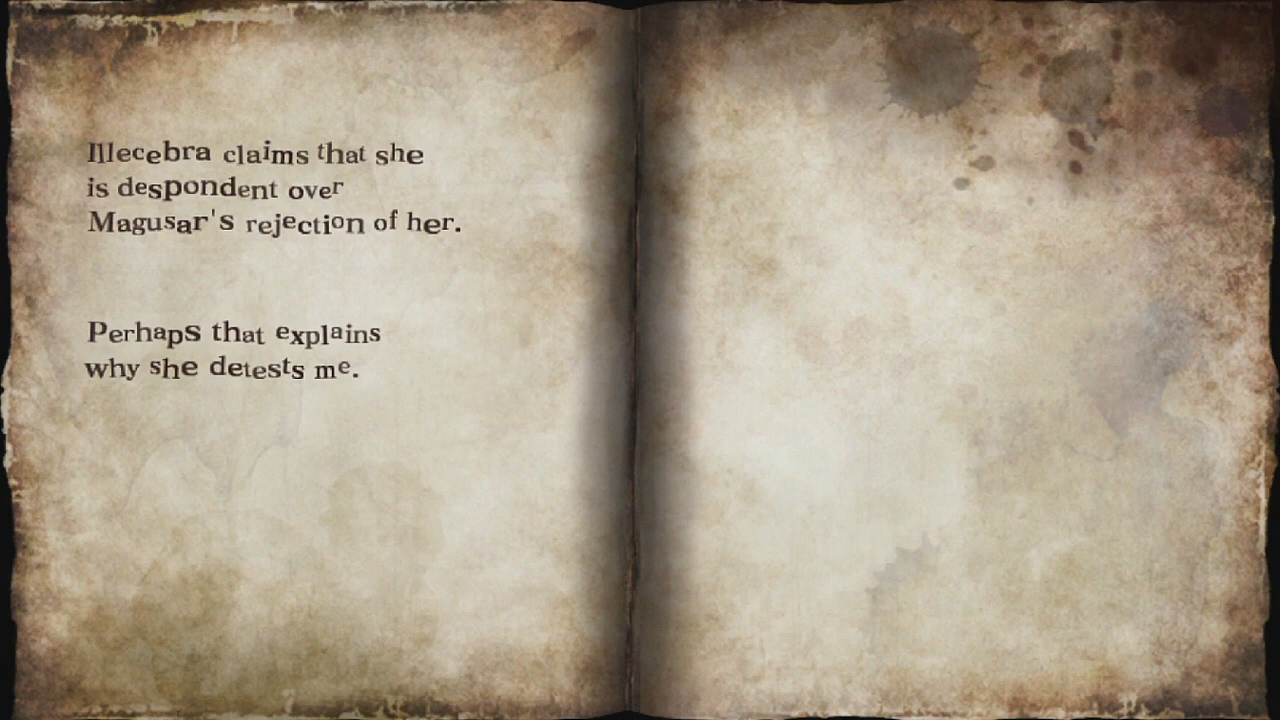 Illecebra claims that she
is despondent over
Magusar's rejection of her.
Perhaps that explains
why she detests me.